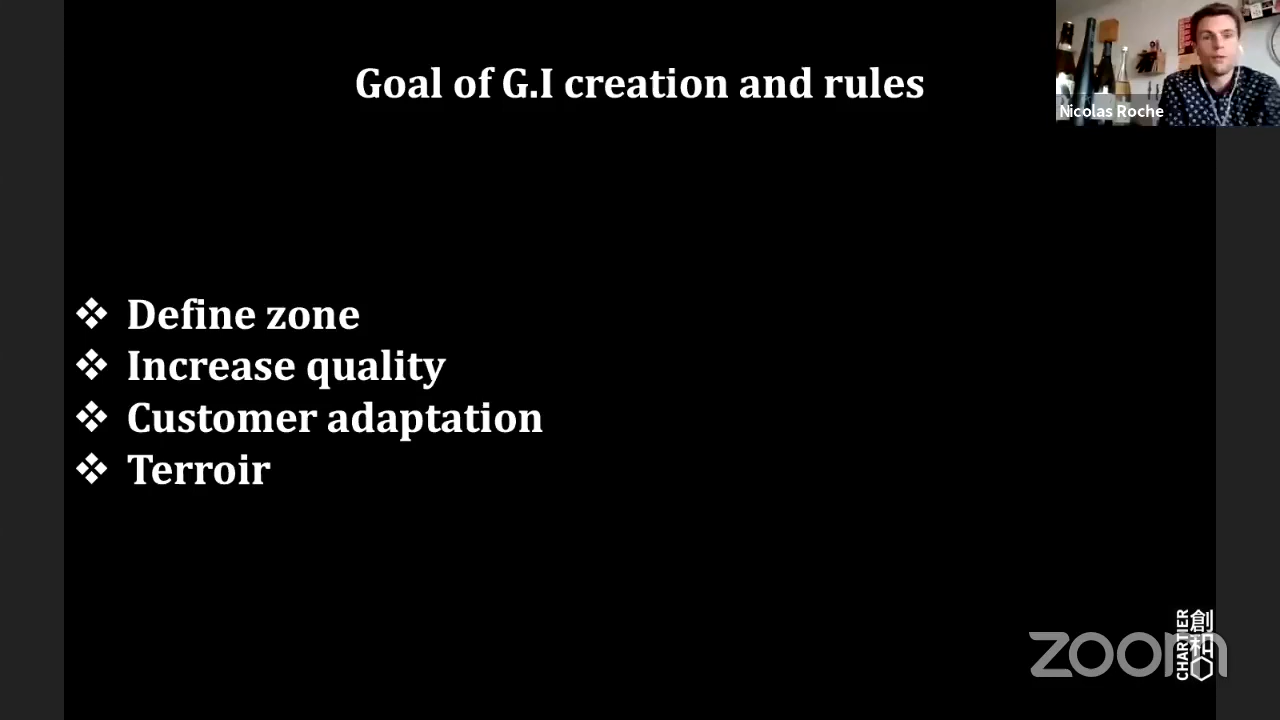 Goal of G.I creation and rules
Nicolas Roche
❖ Define zone
❖ Increase quality
❖ Customer adaptation
❖ Terroir
CHARTIER
創和
zoom